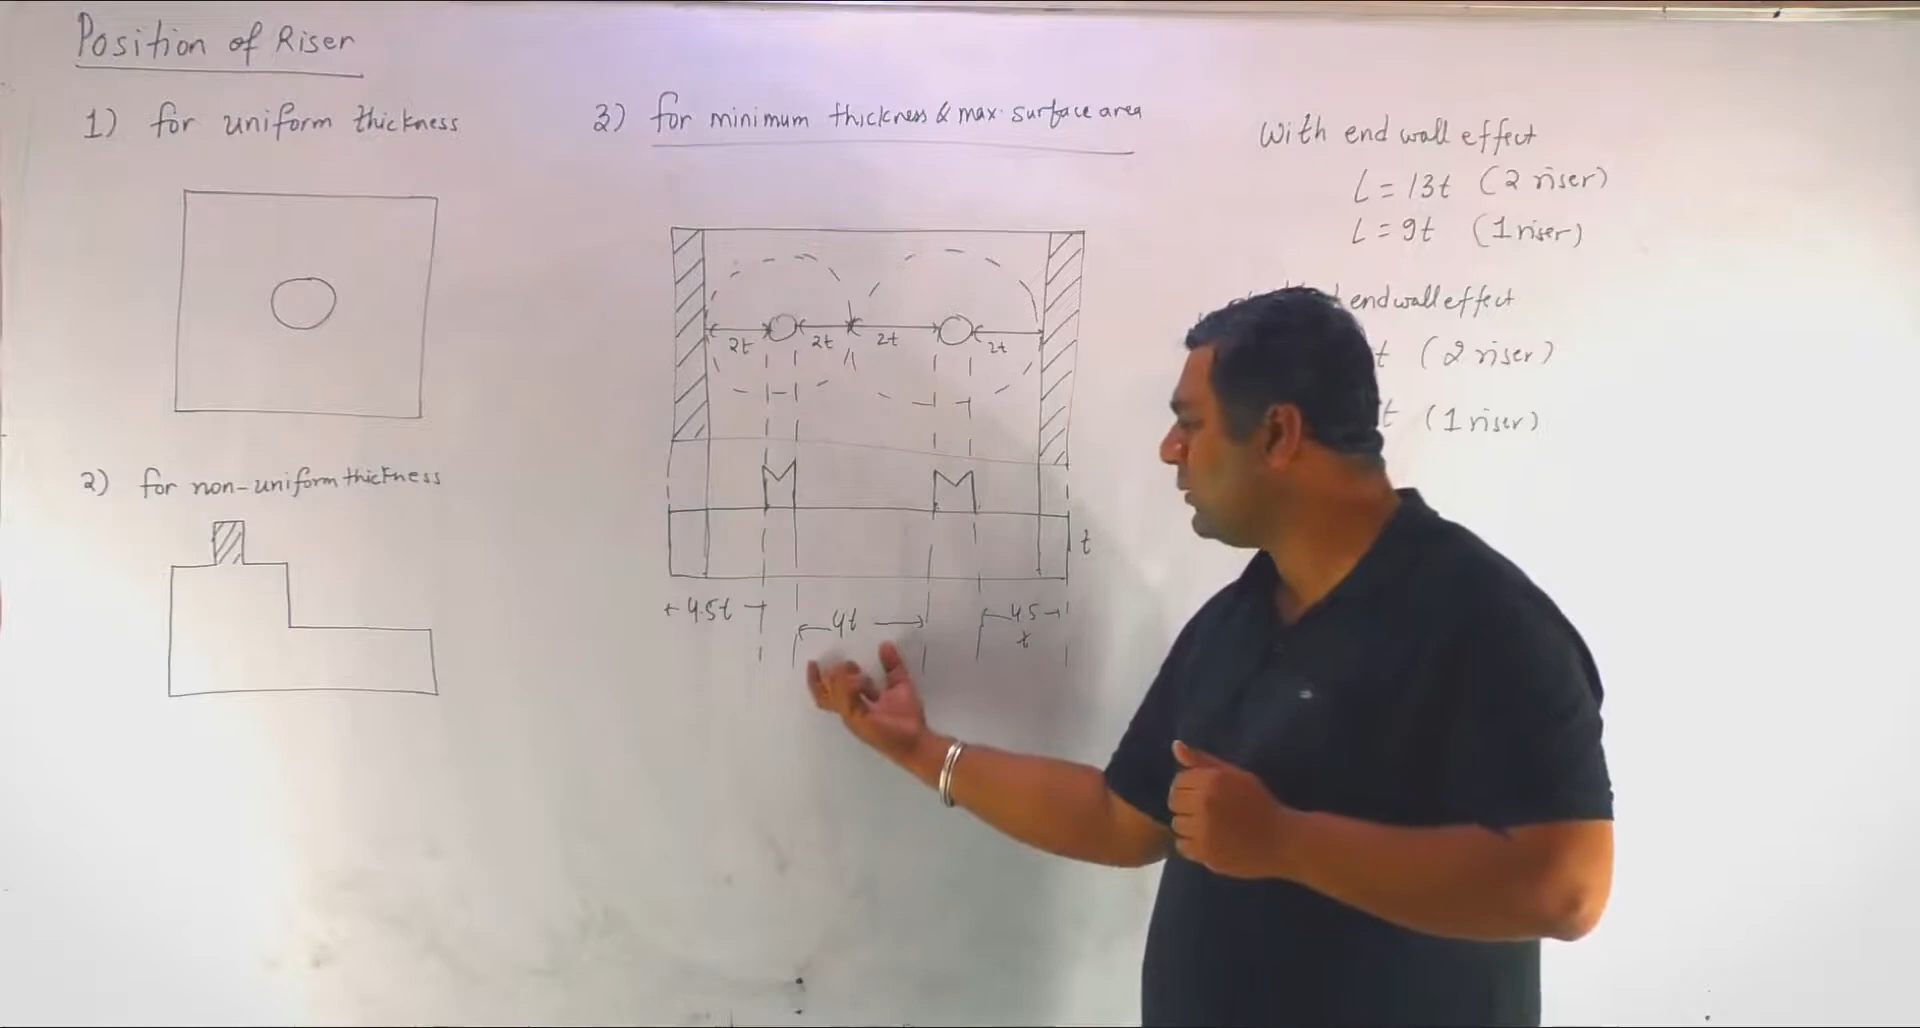 Position of Riser
1) for uniform thickness
2) for non-uniform thickness
3) for minimum thickness & max. surface area
2t 2t 2t 2t
t
4.5t 4t 4.5
t
With end wall effect
L = 13t (2 riser)
L = 9t (1 riser)
end wall effect
t (2 riser)
t (1 riser)